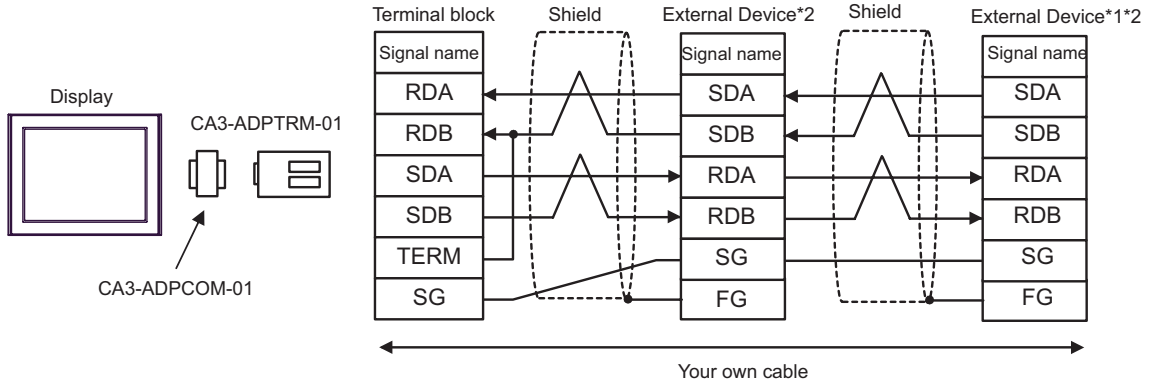 Display
CA3-ADPTRM-01
CA3-ADPCOM-01
Terminal block
Signal name
RDA
RDB
SDA
SDB
TERM
SG
Shield
External Device*2
Signal name
SDA
SDB
RDA
RDB
SG
FG
Shield
External Device*1*2
Signal name
SDA
SDB
RDA
RDB
SG
FG
Your own cable